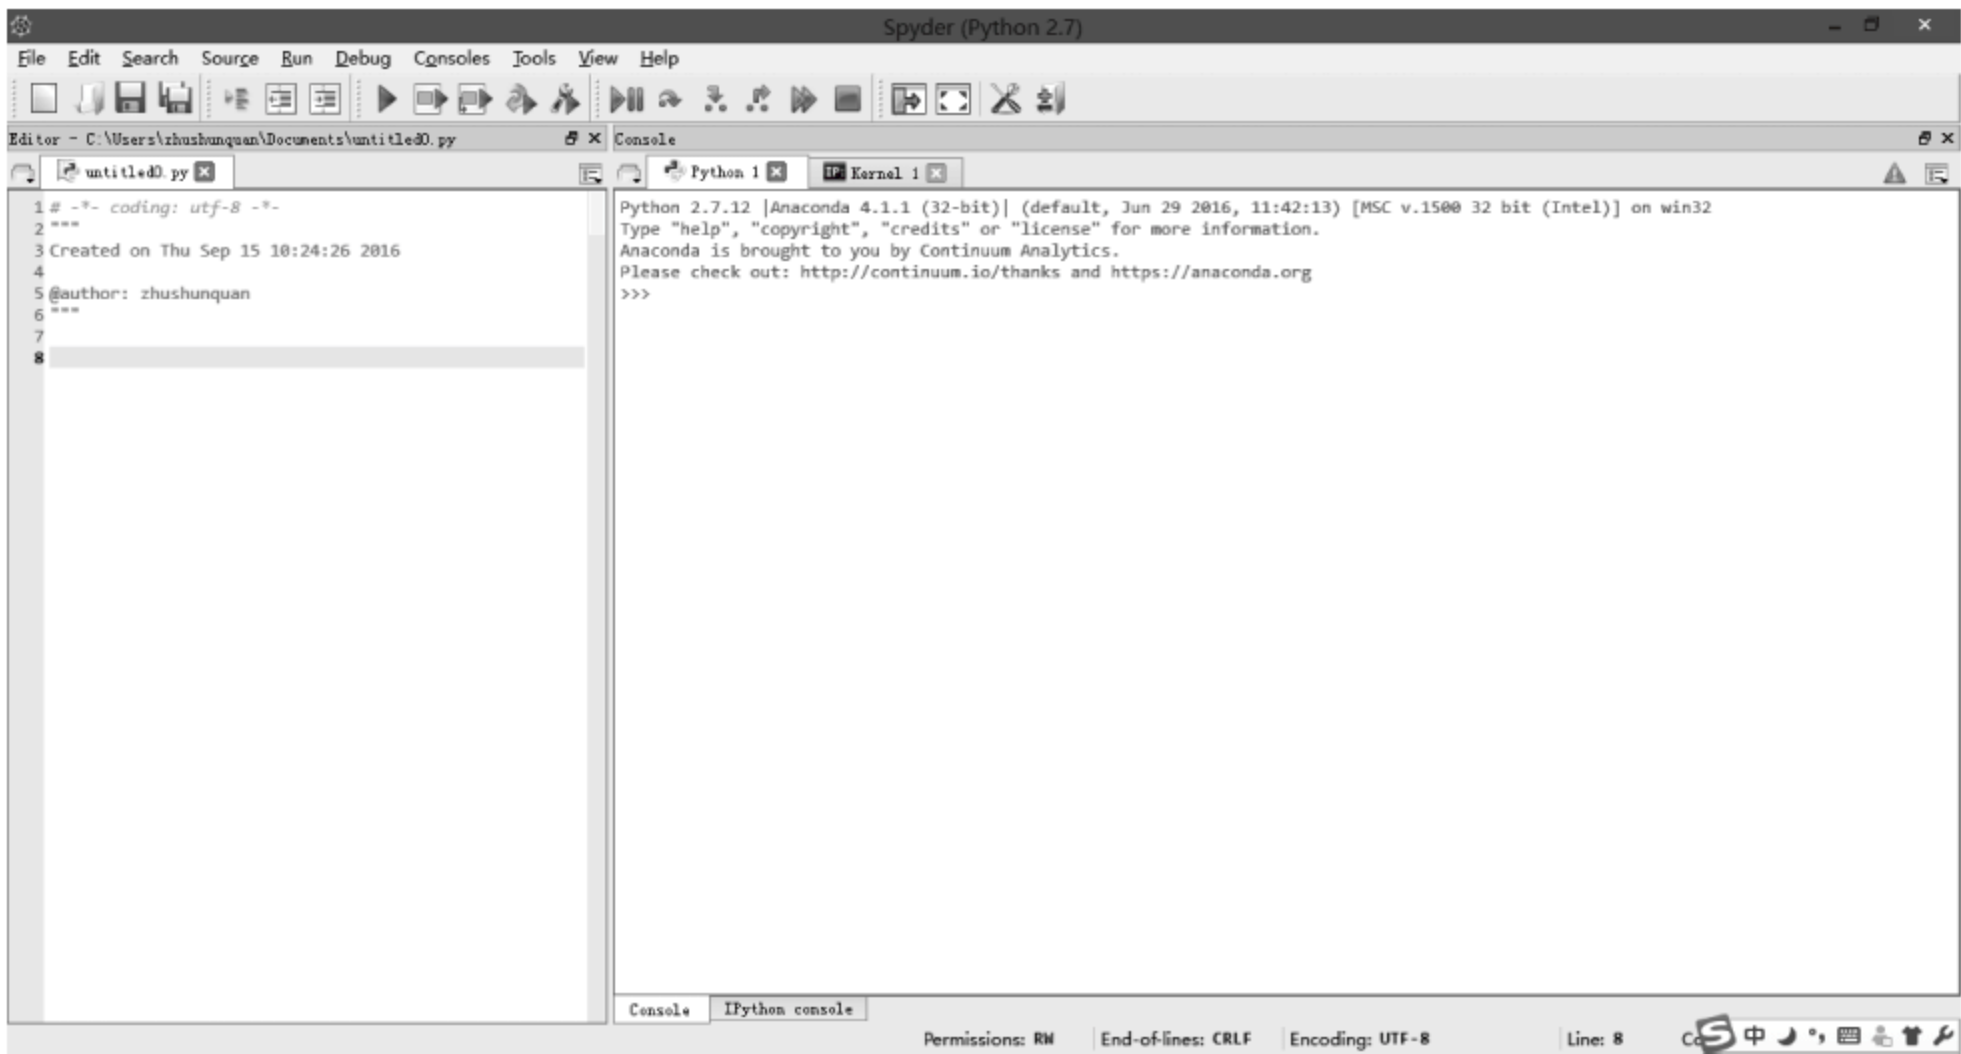 Spyder (Python 2.7)
File Edit Search Source Run Debug Consoles Tools View Help
Editor - C:\Users\zhushunquan\Documents\untitled0.py
Console
untitled0.py
Python 1
IP Kernel 1
1 # -*- coding: utf-8 -*-
2 """
3 Created on Thu Sep 15 10:24:26 2016
4
5 @author: zhushunquan
6 """
7
8
Python 2.7.12 |Anaconda 4.1.1 (32-bit)| (default, Jun 29 2016, 11:42:13) [MSC v.1500 32 bit (Intel)] on win32
Type "help", "copyright", "credits" or "license" for more information.
Anaconda is brought to you by Continuum Analytics.
Please check out: http://continuum.io/thanks and https://anaconda.org
>>>
Console
IPython console
Permissions: RW End-of-lines: CRLF Encoding: UTF-8 Line: 8
中